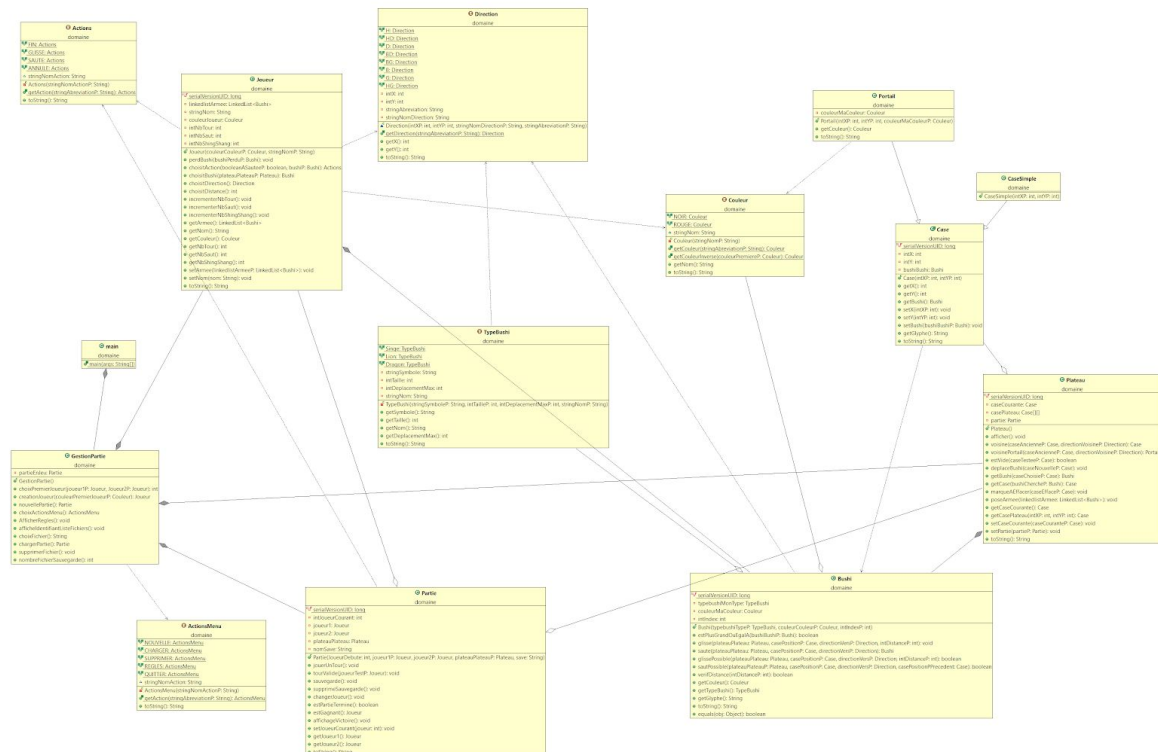 Actions
domaine
FIN: Actions
GLISSE: Actions
SAUTE: Actions
ANNULE: Actions
stringNomAction: String
Actions(stringNomActionP: String)
getAction(stringAbreviationP: String): Actions
toString(): String
Joueur
domaine
serialVersionUID: long
linkedlistArmee: LinkedList<Bushi>
stringNom: String
couleurJoueur: Couleur
intNbTour: int
intNbSaut: int
intNbShingShang: int
Joueur(couleurCouleurP: Couleur, stringNomP: String)
perdBushi(bushiPerduP: Bushi): void
choisitAction(booleanASauteeP: boolean, bushiP: Bushi): Actions
choisitBushi(plateauPlateauP: Plateau): Bushi
choisitDirection(): Direction
choisitDistance(): int
incrementerNbTour(): void
incrementerNbSaut(): void
incrementerNbShingShang(): void
getArmee(): LinkedList<Bushi>
getNom(): String
getCouleur(): Couleur
getNbTour(): int
getNbSaut(): int
getNbShingShang(): int
setArmee(linkedlistArmeeP: LinkedList<Bushi>): void
setNom(nom: String): void
toString(): String
Direction
domaine
H: Direction
HD: Direction
D: Direction
BD: Direction
BG: Direction
B: Direction
G: Direction
HG: Direction
intX: int
intY: int
stringAbreviation: String
stringNomDirection: String
Direction(intXP: int, intYP: int, stringNomDirectionP: String, stringAbreviationP: String)
getDirection(stringAbreviationP: String): Direction
getX(): int
getY(): int
toString(): String
Portail
domaine
couleurMaCouleur: Couleur
Portail(intXP: int, intYP: int, couleurMaCouleurP: Couleur)
getCouleur(): Couleur
toString(): String
CaseSimple
domaine
CaseSimple(intXP: int, intYP: int)
Couleur
domaine
NOIR: Couleur
ROUGE: Couleur
stringNom: String
Couleur(stringNomP: String)
getCouleur(stringAbreviationP: String): Couleur
getCouleurInverse(couleurPremiereP: Couleur): Couleur
getNom(): String
toString(): String
Case
domaine
serialVersionUID: long
intX: int
intY: int
bushiBushi: Bushi
Case(intXP: int, intYP: int)
getX(): int
getY(): int
getBushi(): Bushi
setX(intXP: int): void
setY(intYP: int): void
setBushi(bushiBushiP: Bushi): void
getGlyphe(): String
toString(): String
main
domaine
main(args: String[])
TypeBushi
domaine
Singe: TypeBushi
Lion: TypeBushi
Dragon: TypeBushi
stringSymbole: String
intTaille: int
intDeplacementMax: int
stringNom: String
TypeBushi(stringSymboleP: String, intTailleP: int, intDeplacementMaxP: int, stringNomP: String)
getSymbole(): String
getTaille(): int
getNom(): String
getDeplacementMax(): int
toString(): String
Plateau
domaine
serialVersionUID: long
caseCourante: Case
casePlateau: Case[][]
partie: Partie
Plateau()
afficher(): void
voisine(caseAncienneP: Case, directionVoisineP: Direction): Case
voisinePortail(caseAncienneP: Case, directionVoisineP: Direction): Portail
estVide(caseTesteeP: Case): boolean
deplaceBushi(caseNouvelleP: Case): void
getBushi(caseChoisieP: Case): Bushi
getCase(bushiChercheP: Bushi): Case
manqueAEffacer(caseEffaceP: Case): void
poseArmee(linkedlistArmee: LinkedList<Bushi>): void
getCaseCourante(): Case
getCasePlateau(intXP: int, intYP: int): Case
setCaseCourante(caseCouranteP: Case): void
setPartie(partieP: Partie): void
toString(): String
GestionPartie
domaine
partieEnJeu: Partie
GestionPartie()
choixPremierJoueur(joueur1P: Joueur, Joueur2P: Joueur): int
creationJoueur(couleurPremierJoueurP: Couleur): Joueur
nouvellePartie(): Partie
choixActionsMenu(): ActionsMenu
AfficherRegles(): void
afficheIdentifiantListeFichiers(): void
choixFichier(): String
chargerPartie(): Partie
supprimerFichier(): void
nombreFichierSauvegarde(): int
ActionsMenu
domaine
NOUVELLE: ActionsMenu
CHARGER: ActionsMenu
SUPPRIMER: ActionsMenu
REGLES: ActionsMenu
QUITTER: ActionsMenu
stringNomAction: String
ActionsMenu(stringNomActionP: String)
getAction(stringAbreviationP: String): ActionsMenu
toString(): String
Partie
domaine
serialVersionUID: long
intJoueurCourant: int
joueur1: Joueur
joueur2: Joueur
plateauPlateau: Plateau
nomSave: String
Partie(joueurDebute: int, joueur1P: Joueur, joueur2P: Joueur, plateauPlateauP: Plateau, save: String)
jouerUnTour(): void
tourValide(joueurTestP: Joueur): void
sauvegarde(): void
supprimeSauvegarde(): void
changerJoueur(): void
estPartieTerminee(): boolean
estGagnant(): Joueur
affichageVictoire(): void
setJoueurCourant(joueur: int): void
getJoueur1(): Joueur
getJoueur2(): Joueur
toString(): String
Bushi
domaine
serialVersionUID: long
typebushiMonType: TypeBushi
couleurMaCouleur: Couleur
intIndex: int
Bushi(typebushiTypeP: TypeBushi, couleurCouleurP: Couleur, intIndexP: int)
estPlusGrandOuEgalA(bushiBushiP: Bushi): boolean
glisse(plateauPlateau: Plateau, casePositionP: Case, directionVersP: Direction, intDistanceP: int): void
saute(plateauPlateau: Plateau, casePositionP: Case, directionVersP: Direction): Bushi
glissePossible(plateauPlateau: Plateau, casePositionP: Case, directionVersP: Direction, intDistanceP: int): boolean
sautPossible(plateauPlateauP: Plateau, casePositionP: Case, directionVersP: Direction, casePositionPPrecedent: Case): boolean
verifDistance(intDistanceP: int): boolean
getCouleur(): Couleur
getTypeBushi(): TypeBushi
getGlyphe(): String
toString(): String
equals(obj: Object): boolean